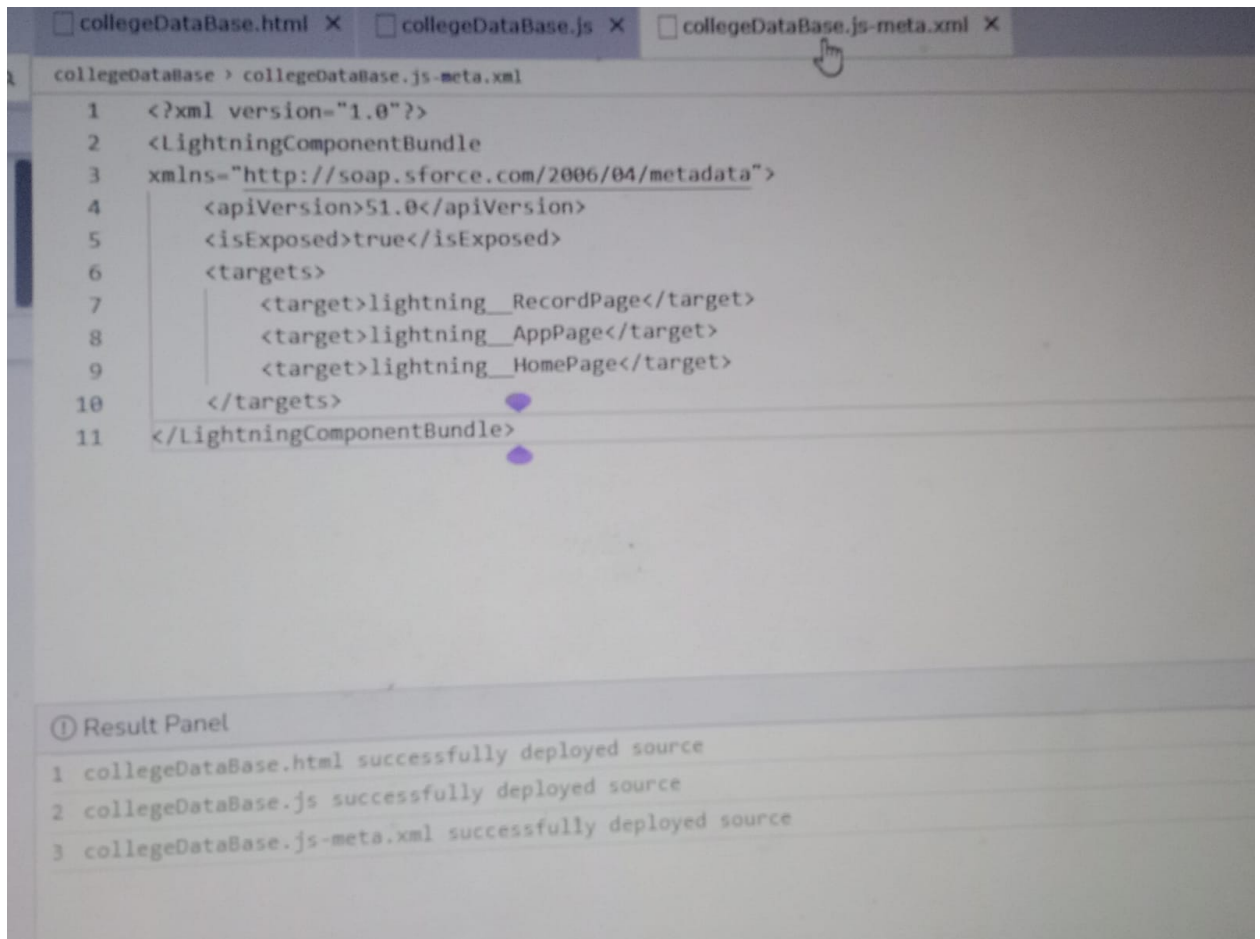 collegeDataBase.html × collegeDataBase.js × collegeDataBase.js-meta.xml ×
collegeDataBase > collegeDataBase.js-meta.xml
1 <?xml version="1.0"?>
2 <LightningComponentBundle
3 xmlns="http://soap.sforce.com/2006/04/metadata">
4 <apiVersion>51.0</apiVersion>
5 <isExposed>true</isExposed>
6 <targets>
7 <target>lightning__RecordPage</target>
8 <target>lightning__AppPage</target>
9 <target>lightning__HomePage</target>
10 </targets>
11 </LightningComponentBundle>
Result Panel
1 collegeDataBase.html successfully deployed source
2 collegeDataBase.js successfully deployed source
3 collegeDataBase.js-meta.xml successfully deployed source